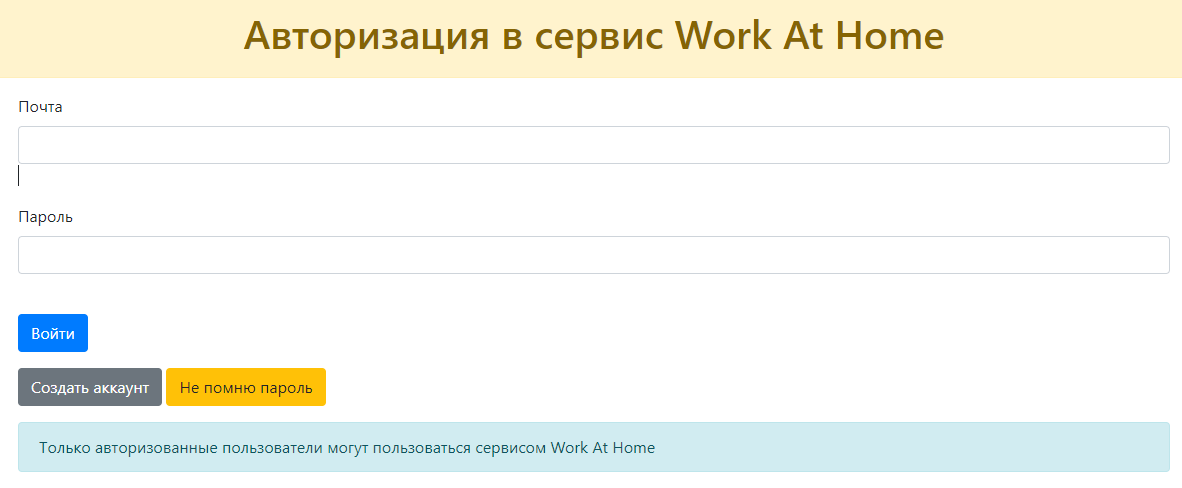 Авторизация в сервис Work At Home
Почта
Пароль
Войти
Создать аккаунт Не помню пароль
Только авторизованные пользователи могут пользоваться сервисом Work At Home